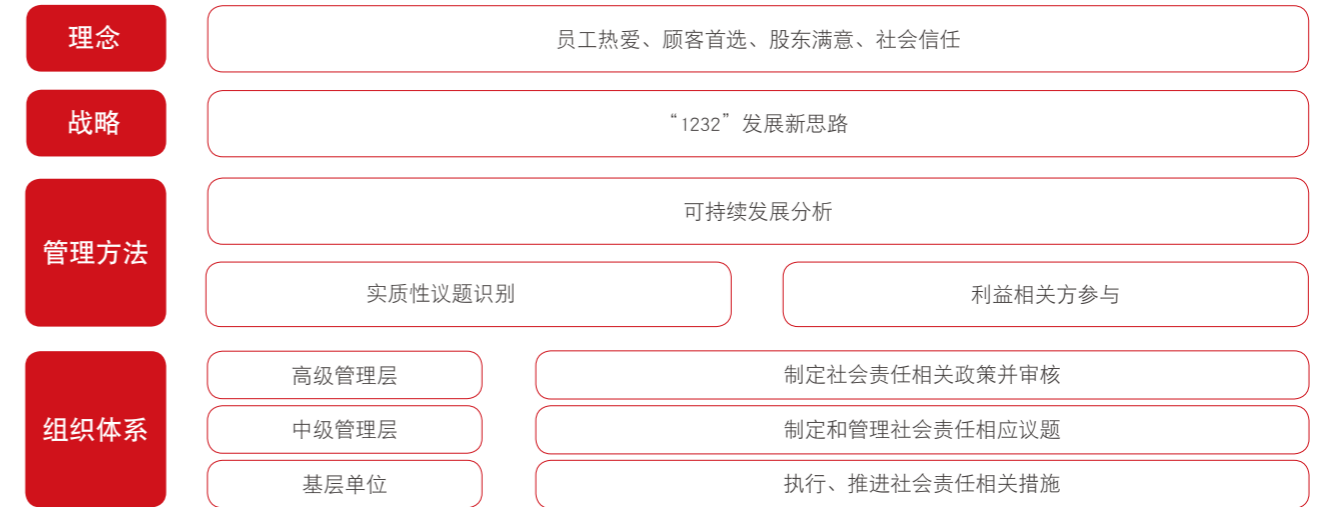 理念
员工热爱、顾客首选、股东满意、社会信任
战略
“1232”发展新思路
管理方法
可持续发展分析
实质性议题识别
利益相关方参与
组织体系
高级管理层
制定社会责任相关政策并审核
中级管理层
制定和管理社会责任相应议题
基层单位
执行、推进社会责任相关措施